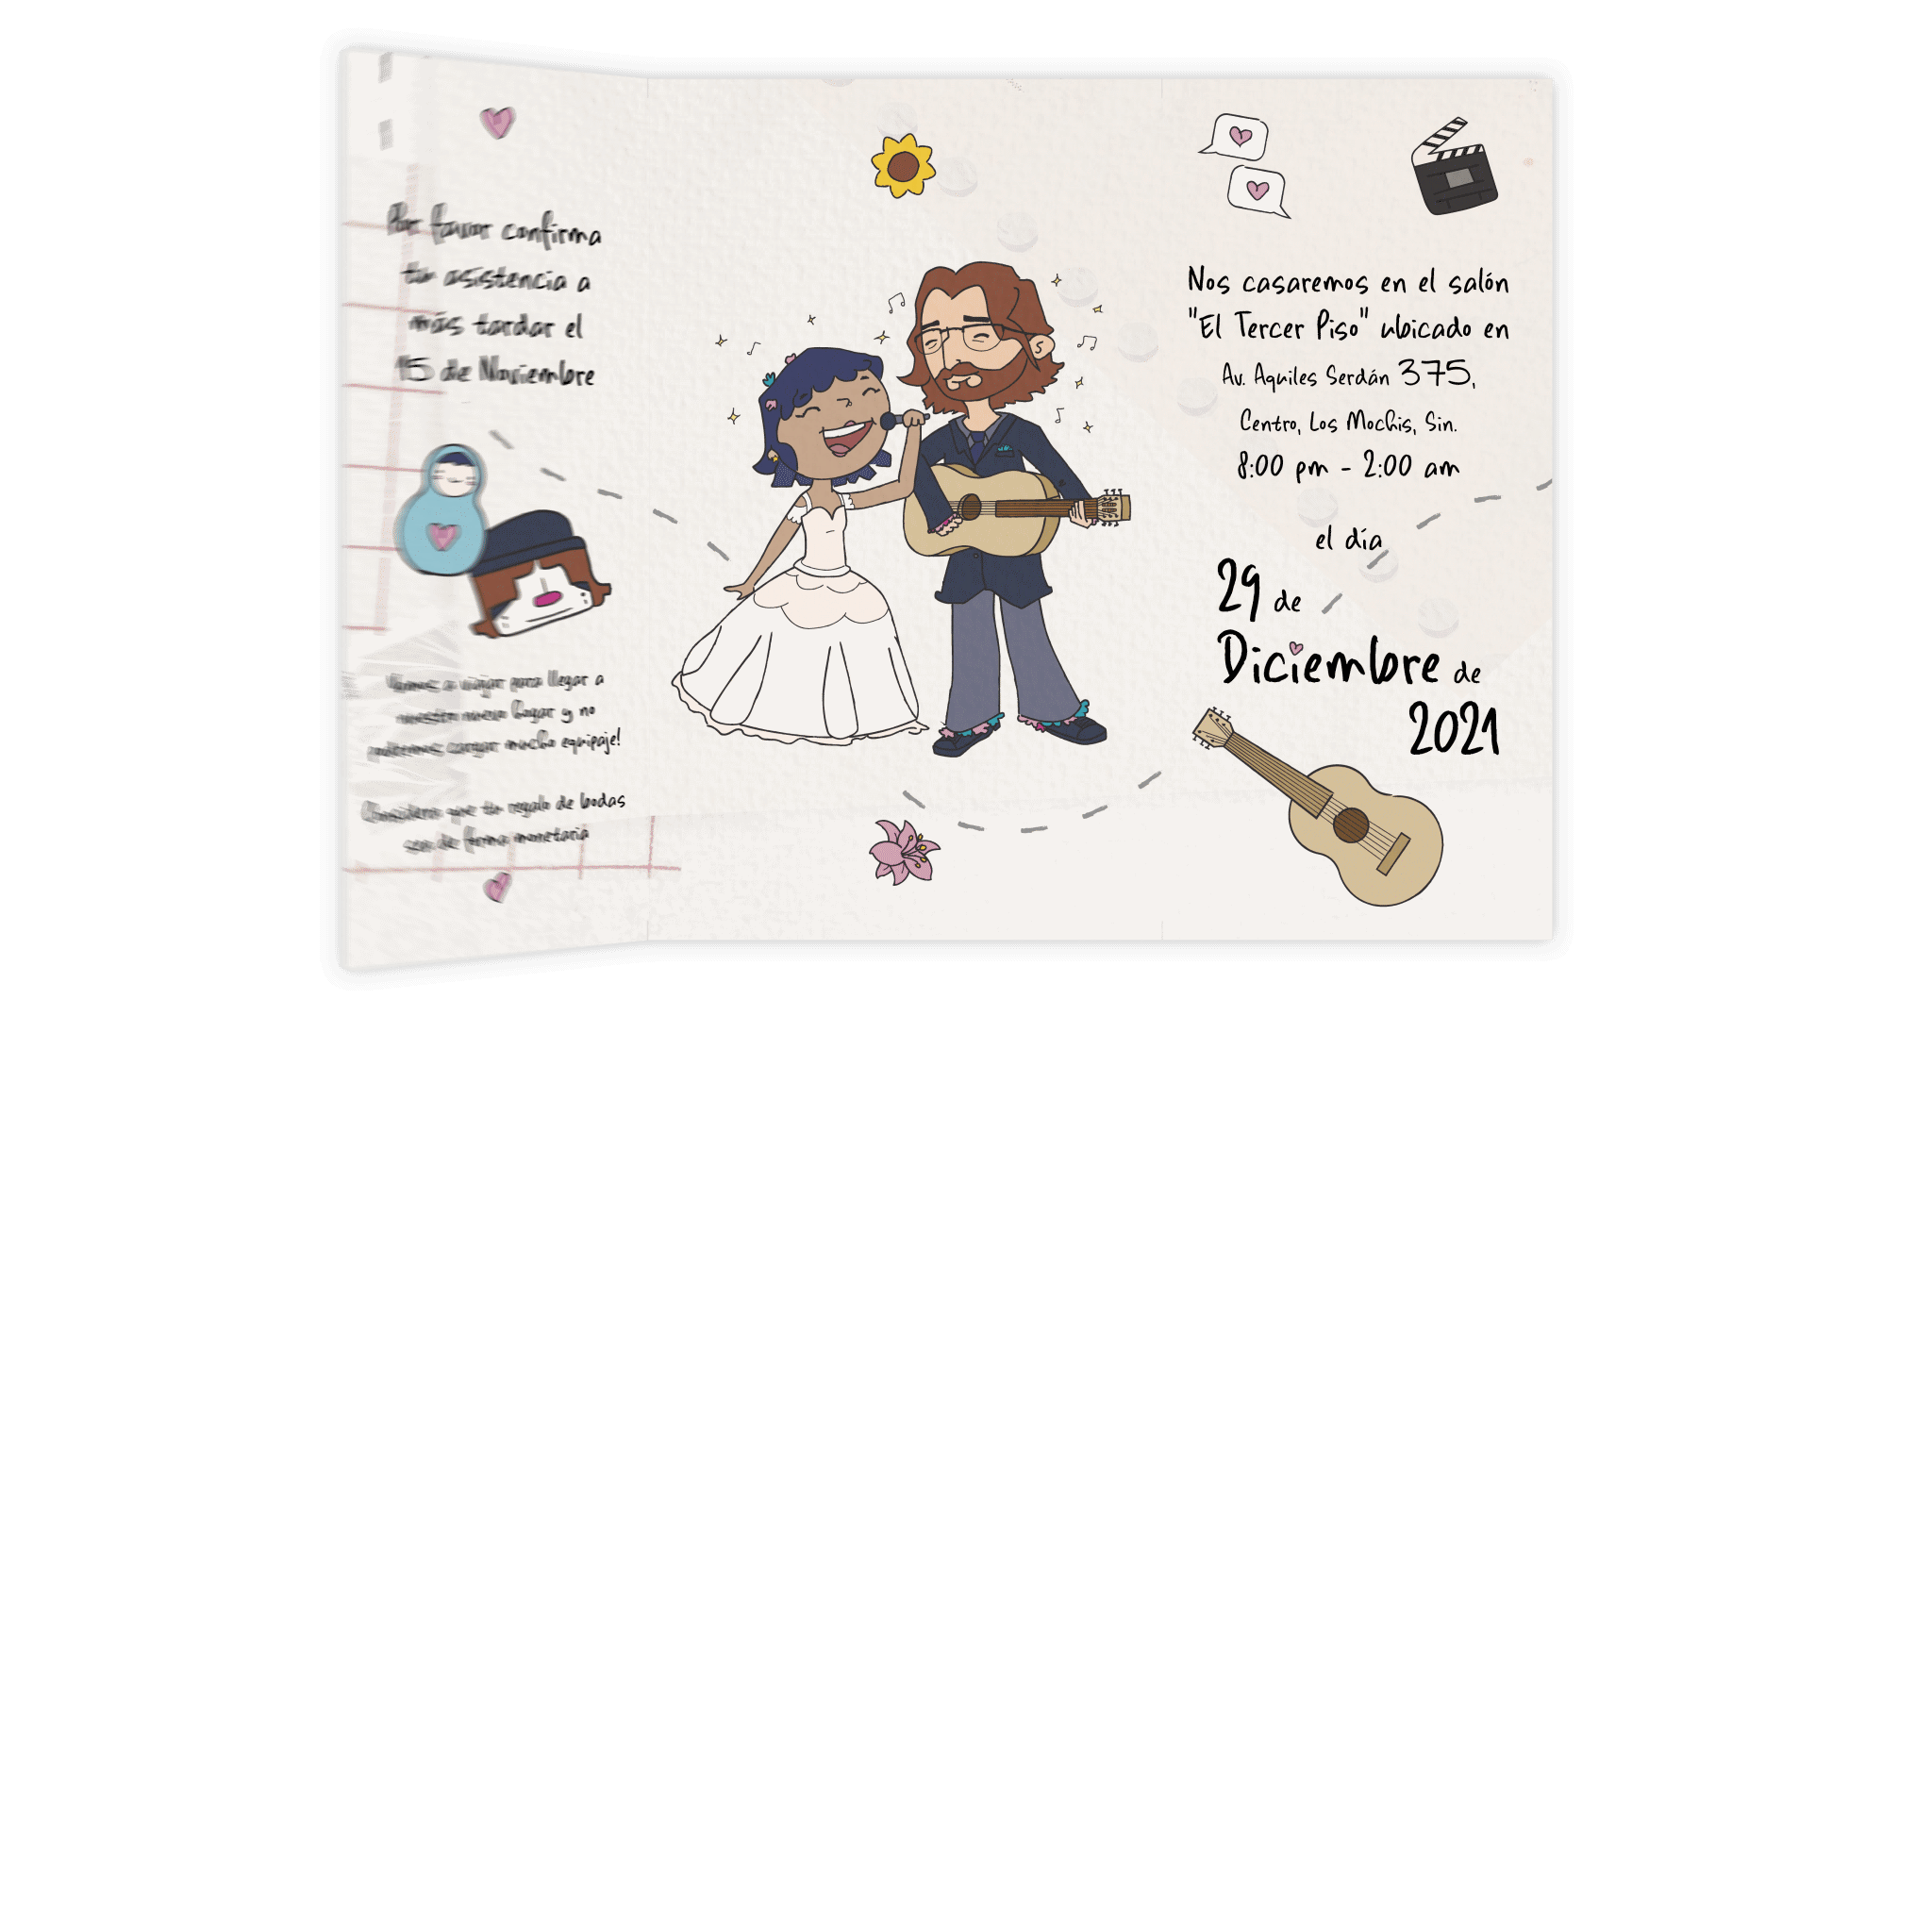 Por favor confirma
tu asistencia a
más tardar el
15 de Noviembre
Vamos a viajar para llegar a
nuestro nuevo hogar y no
podremos cargar mucho equipaje!
Considera que tu regalo de bodas
sea de forma monetaria
Nos casaremos en el salón
"El Tercer Piso" ubicado en
Av. Aquiles Serdán 375,
Centro, Los Mochis, Sin.
8:00 pm - 2:00 am
el día
29 de
Diciembre de
2021